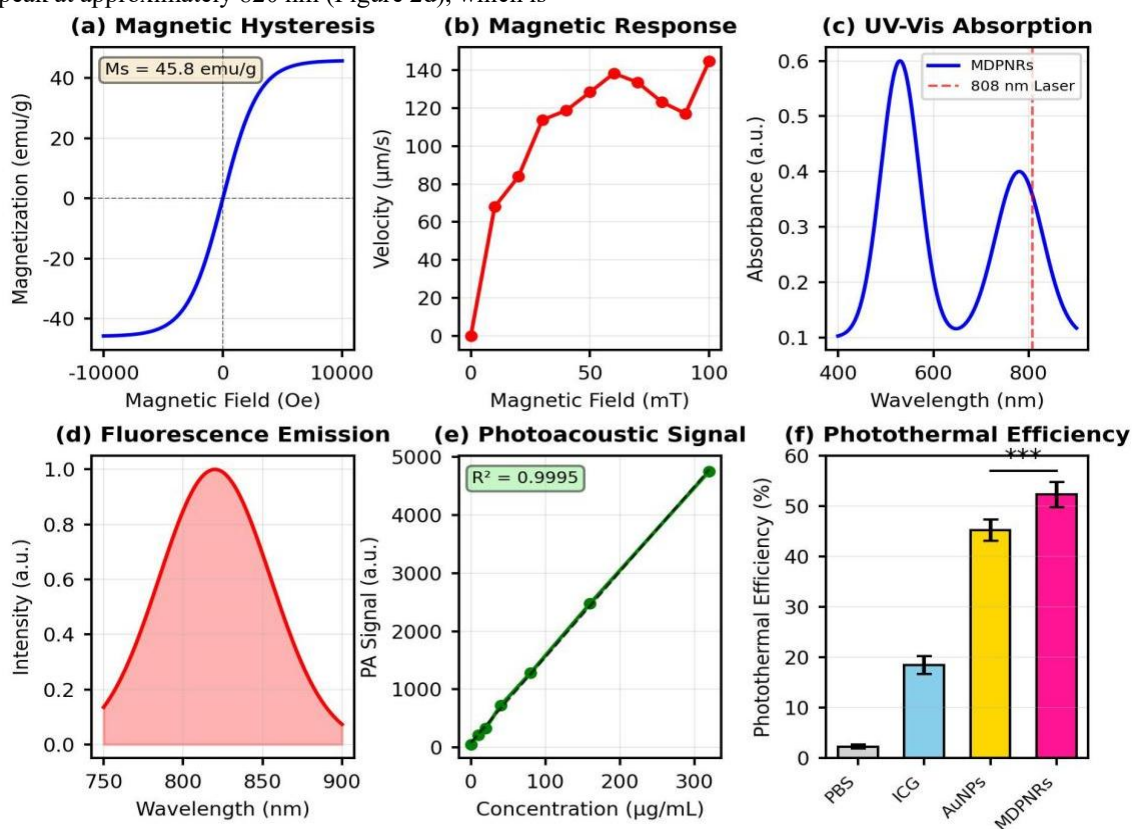 peak at approximately 820 nm (Figure 2d), which is
(a) Magnetic Hysteresis
Ms = 45.8 emu/g
40
20
0
-20
-40
Magnetization (emu/g)
-10000 0 10000
Magnetic Field (Oe)
(b) Magnetic Response
140
120
100
80
60
40
20
0
Velocity (μm/s)
0 50 100
Magnetic Field (mT)
(c) UV-Vis Absorption
MDPNRs
808 nm Laser
0.6
0.5
0.4
0.3
0.2
0.1
Absorbance (a.u.)
400 600 800
Wavelength (nm)
(d) Fluorescence Emission
1.0
0.8
0.6
0.4
0.2
0.0
Intensity (a.u.)
750 800 850 900
Wavelength (nm)
(e) Photoacoustic Signal
R² = 0.9995
5000
4000
3000
2000
1000
0
PA Signal (a.u.)
0 100 200 300
Concentration (μg/mL)
(f) Photothermal Efficiency
***
60
50
40
30
20
10
0
Photothermal Efficiency (%)
PBS
ICG
AuNPs
MDPNRs